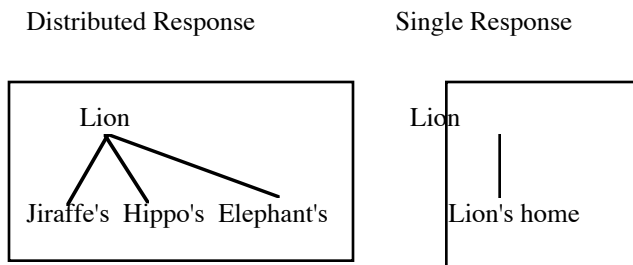 Distributed Response Single Response
Lion Lion
Jiraffe's Hippo's Elephant's Lion's home